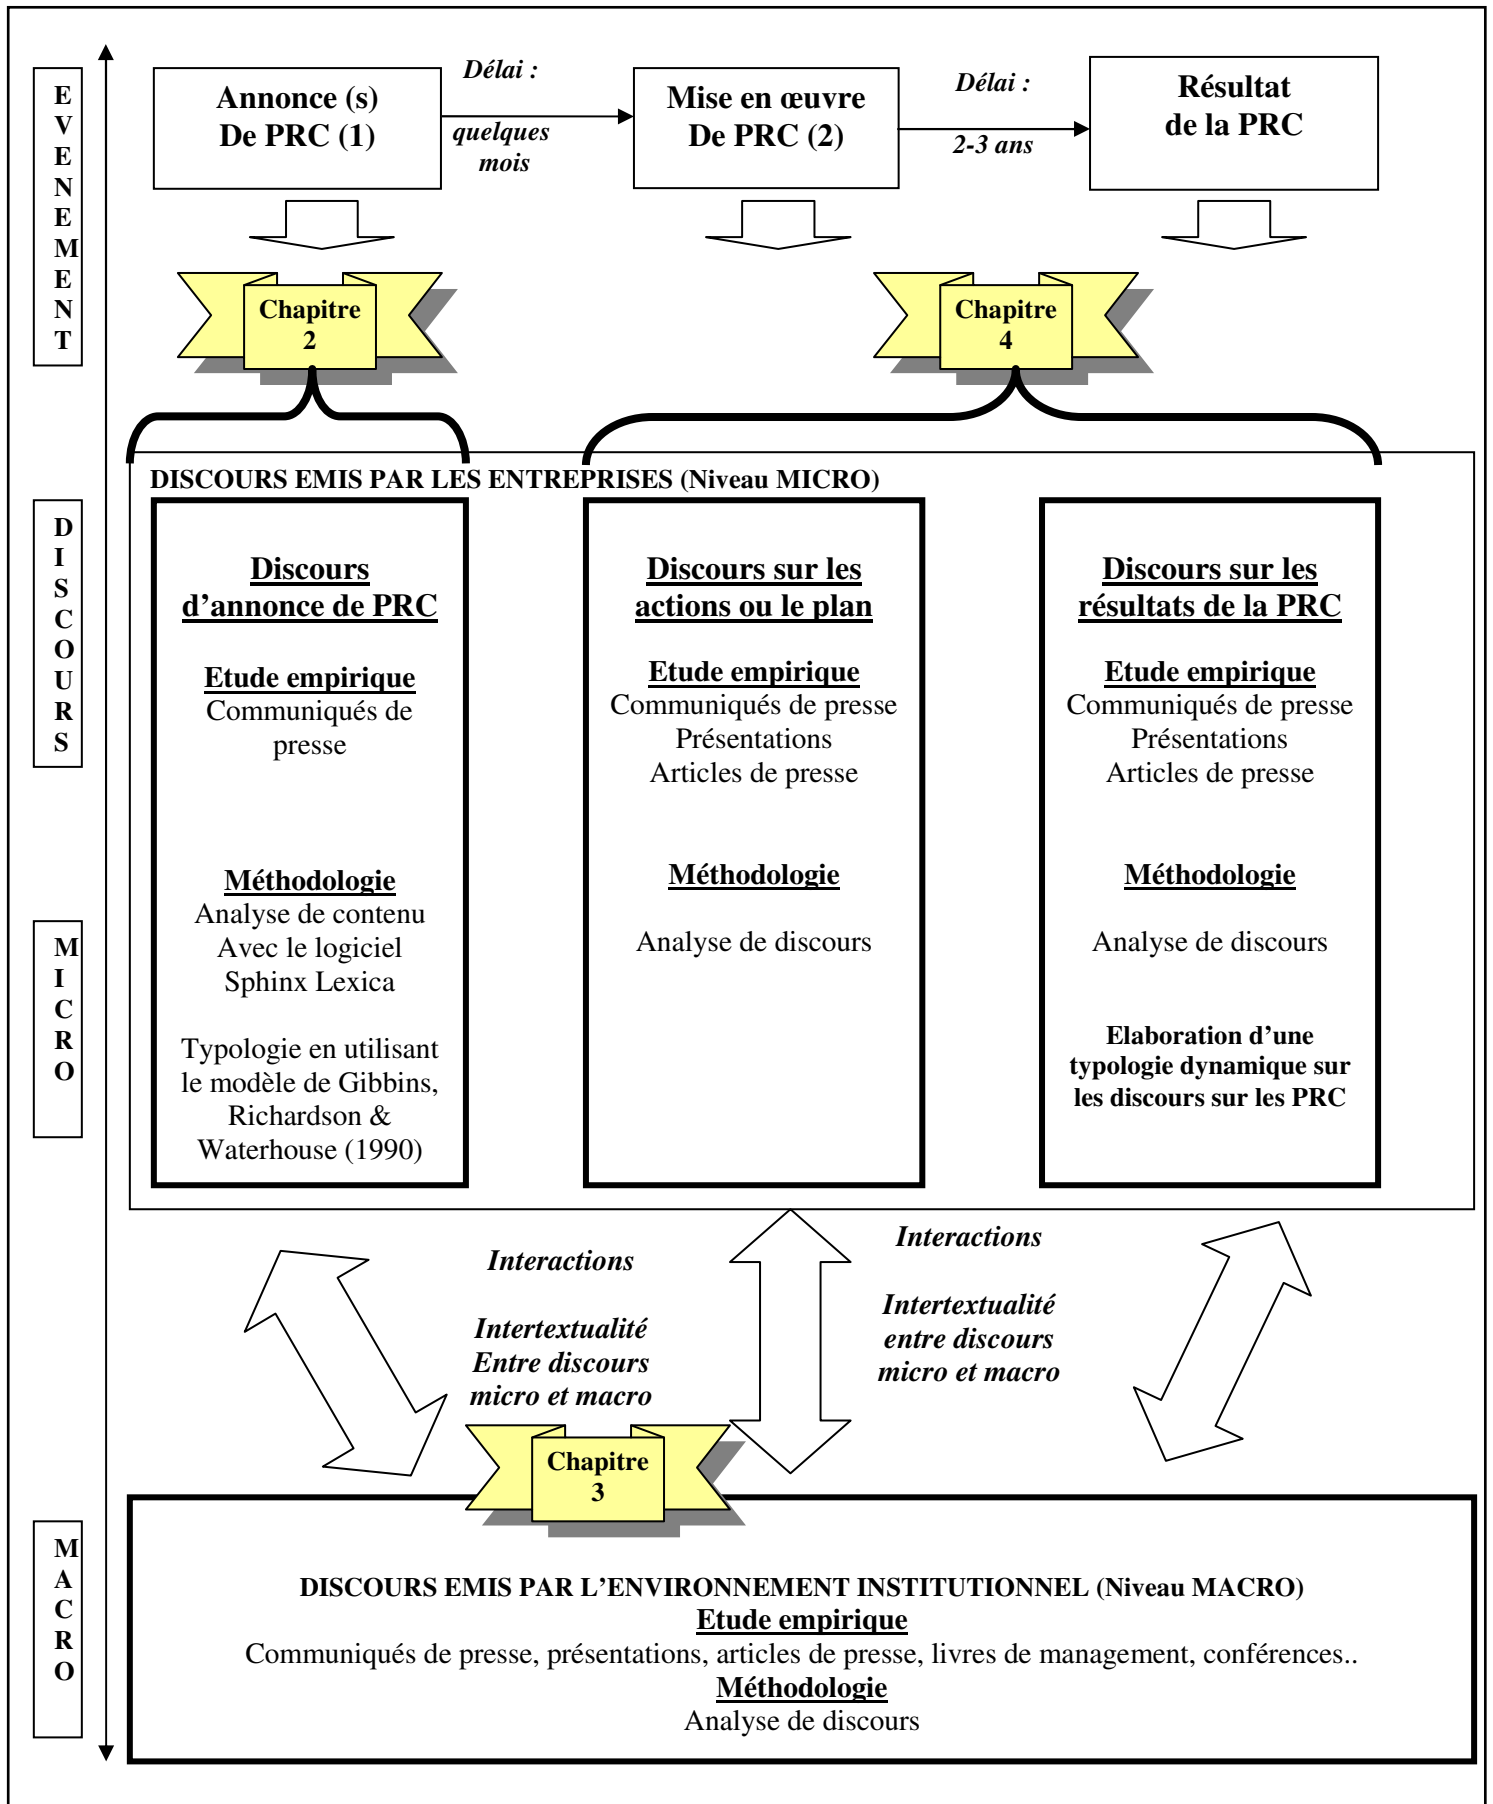 EVENEMENT
Annonce (s)
De PRC (1)
Délai :
quelques
mois
Mise en œuvre
De PRC (2)
Délai :
2-3 ans
Résultat
de la PRC
Chapitre
2
Chapitre
4
DISCOURS
MICRO
DISCOURS EMIS PAR LES ENTREPRISES (Niveau MICRO)
Discours
d’annonce de PRC
Etude empirique
Communiqués de
presse
Méthodologie
Analyse de contenu
Avec le logiciel
Sphinx Lexica
Typologie en utilisant
le modèle de Gibbins,
Richardson &
Waterhouse (1990)
Discours sur les
actions ou le plan
Etude empirique
Communiqués de presse
Présentations
Articles de presse
Méthodologie
Analyse de discours
Discours sur les
résultats de la PRC
Etude empirique
Communiqués de presse
Présentations
Articles de presse
Méthodologie
Analyse de discours
Elaboration d’une
typologie dynamique sur
les discours sur les PRC
Interactions
Intertextualité
Entre discours
micro et macro
Interactions
Intertextualité
entre discours
micro et macro
Chapitre
3
MACRO
DISCOURS EMIS PAR L’ENVIRONNEMENT INSTITUTIONNEL (Niveau MACRO)
Etude empirique
Communiqués de presse, présentations, articles de presse, livres de management, conférences..
Méthodologie
Analyse de discours